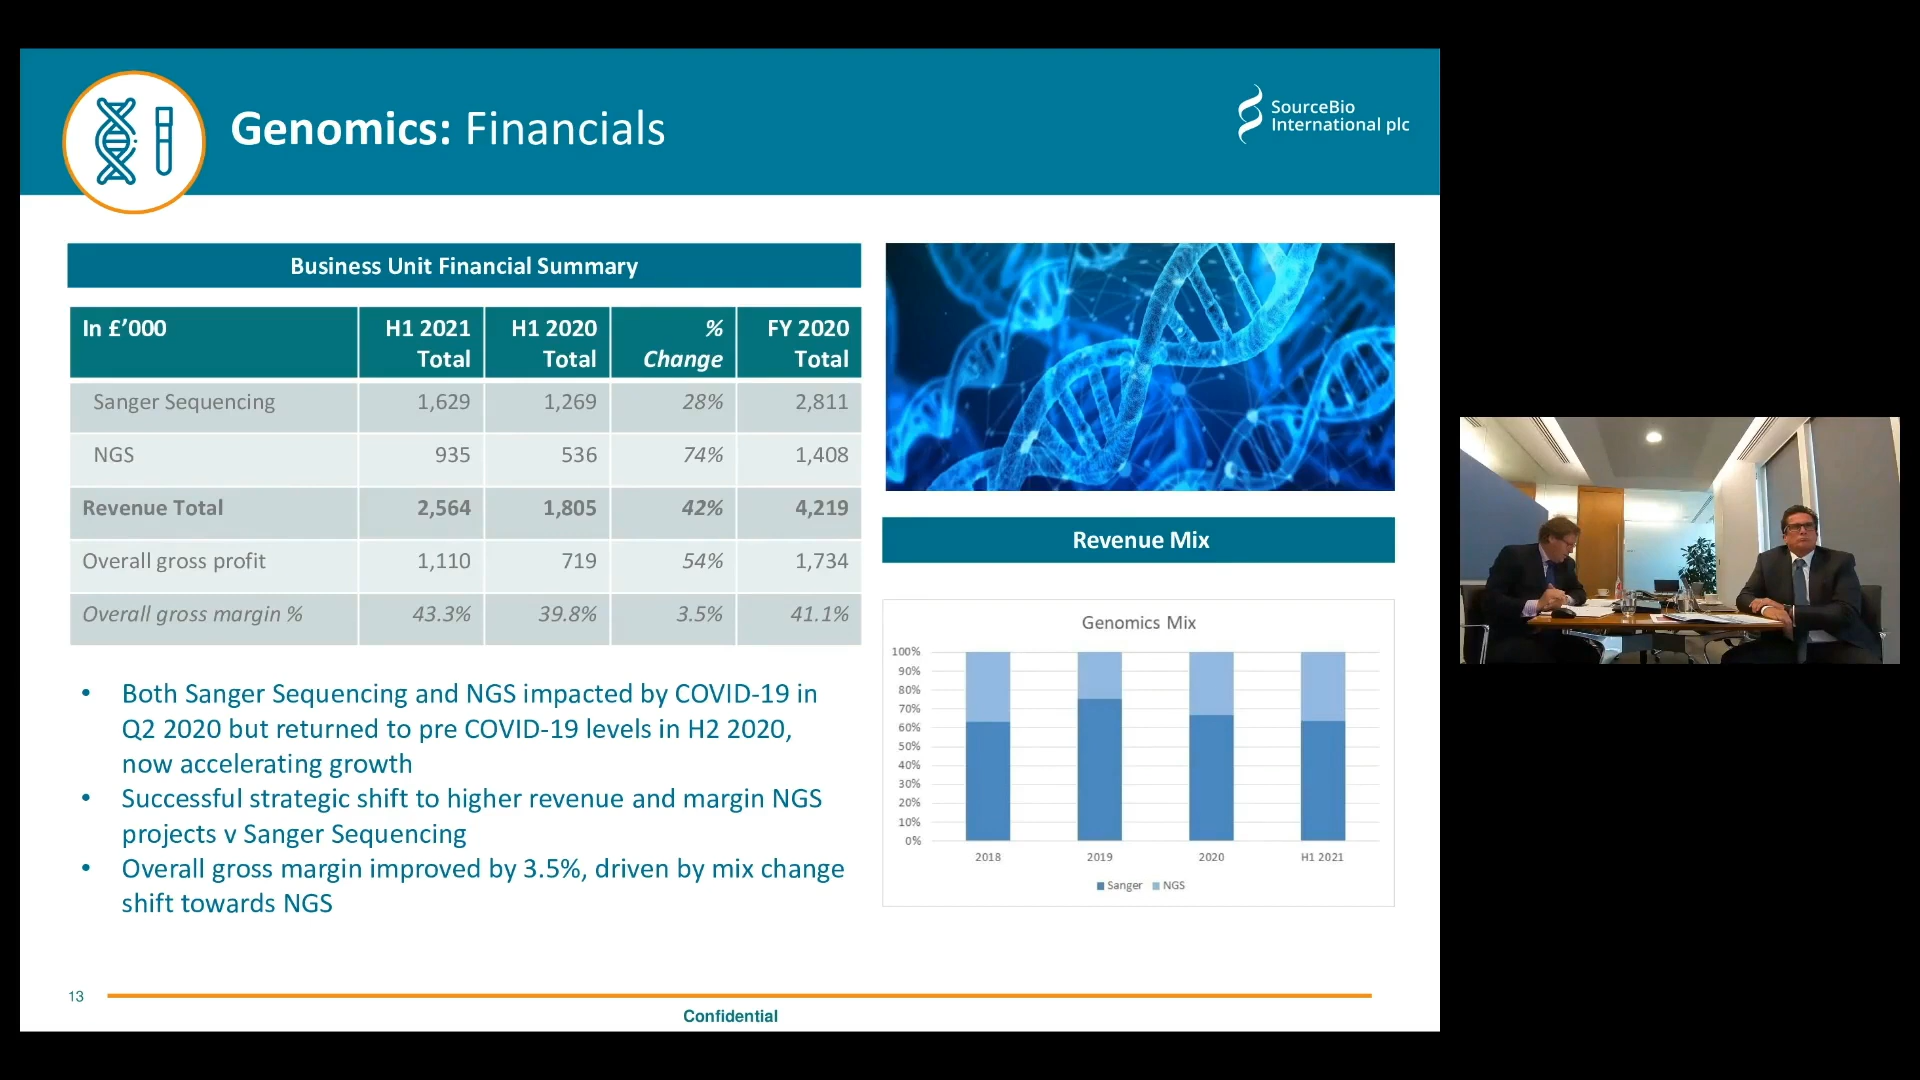 Genomics: Financials
SourceBio
International plc
Business Unit Financial Summary
In £’000 H1 2021 Total H1 2020 Total % Change FY 2020 Total
Sanger Sequencing 1,629 1,269 28% 2,811
NGS 935 536 74% 1,408
Revenue Total 2,564 1,805 42% 4,219
Overall gross profit 1,110 719 54% 1,734
Overall gross margin % 43.3% 39.8% 3.5% 41.1%
• Both Sanger Sequencing and NGS impacted by COVID-19 in
Q2 2020 but returned to pre COVID-19 levels in H2 2020,
now accelerating growth
• Successful strategic shift to higher revenue and margin NGS
projects v Sanger Sequencing
• Overall gross margin improved by 3.5%, driven by mix change
shift towards NGS
Revenue Mix
Genomics Mix
100%
90%
80%
70%
60%
50%
40%
30%
20%
10%
0%
2018 2019 2020 H1 2021
Sanger NGS
13
Confidential